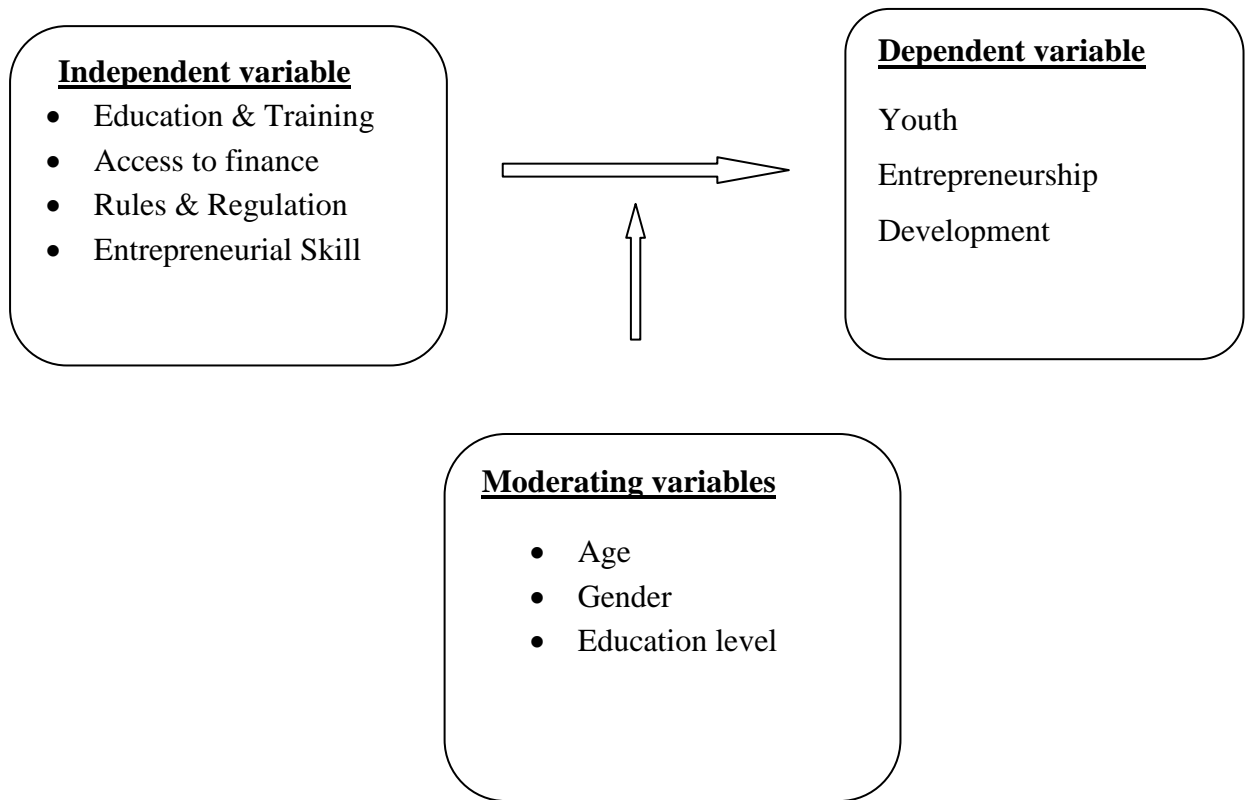 Independent variable
• Education & Training
• Access to finance
• Rules & Regulation
• Entrepreneurial Skill
Dependent variable
Youth
Entrepreneurship
Development
Moderating variables
• Age
• Gender
• Education level